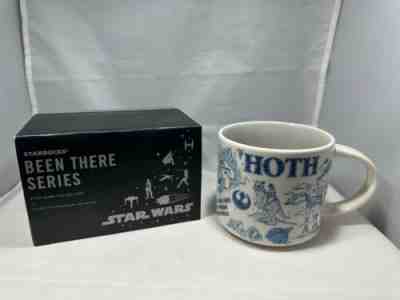 STARBUCKS
BEEN THERE
SERIES
STAR WARS
HOTH